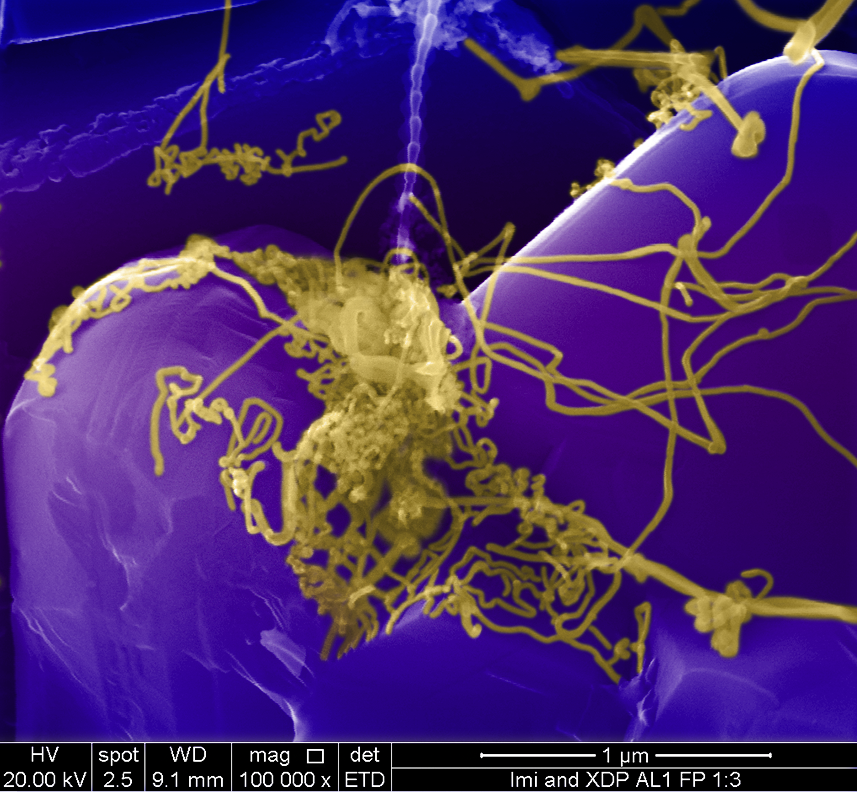 HV spot WD mag □ det 1 µm
20.00 kV 2.5 9.1 mm 100 000 x ETD Imi and XDP AL1 FP 1:3